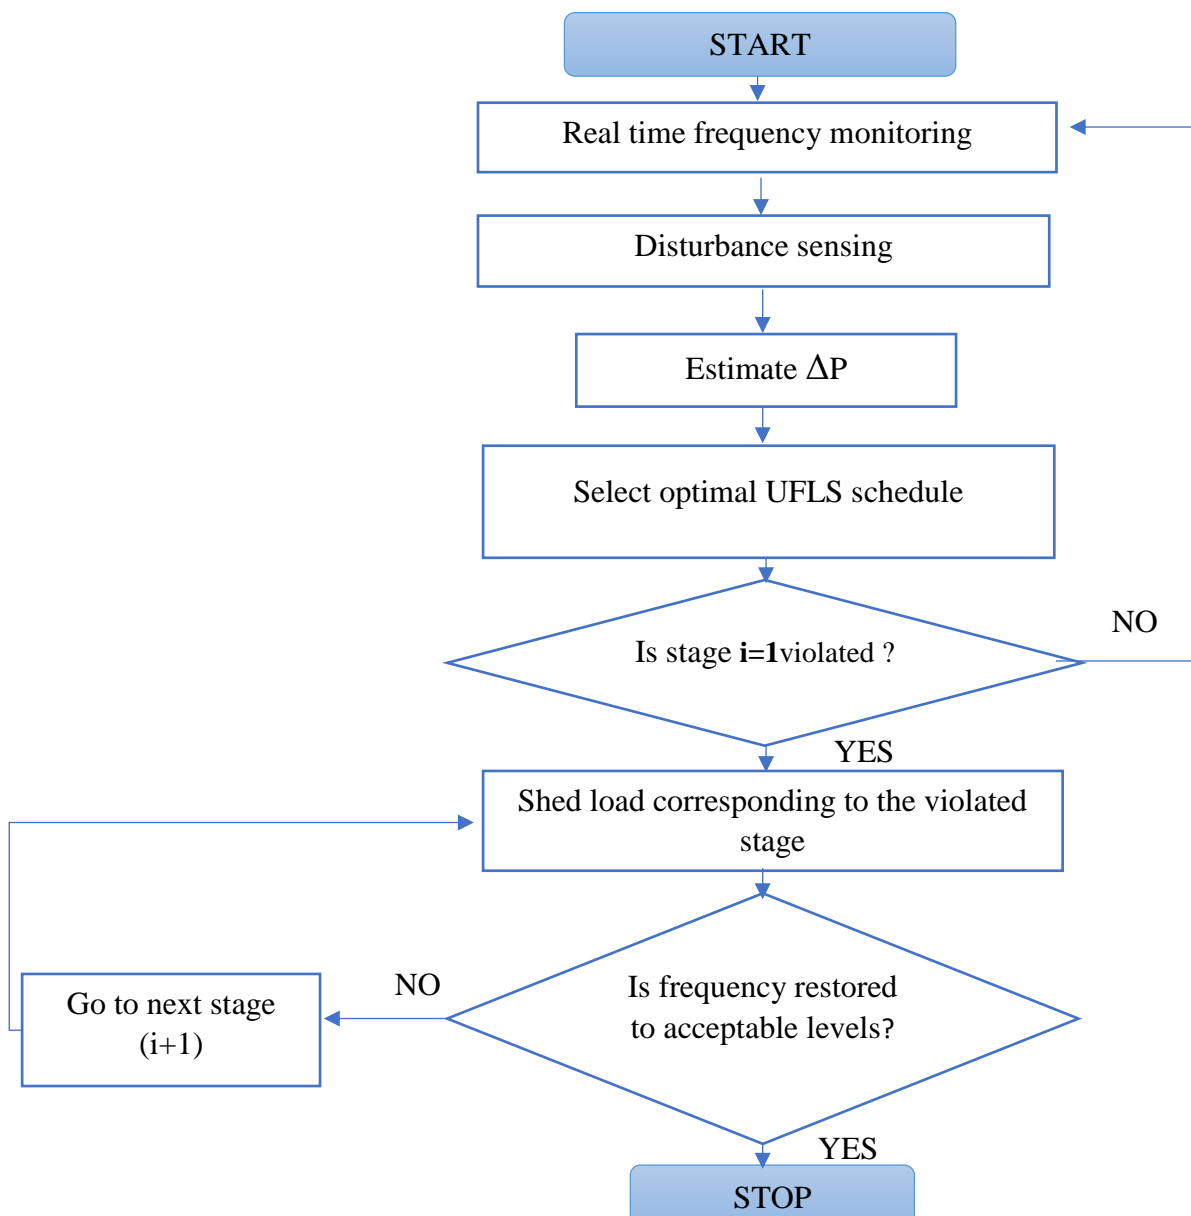 START
Real time frequency monitoring
Disturbance sensing
Estimate ΔP
Select optimal UFLS schedule
Is stage i=1violated ?
NO
YES
Shed load corresponding to the violated
stage
Is frequency restored
to acceptable levels?
NO
Go to next stage
(i+1)
YES
STOP